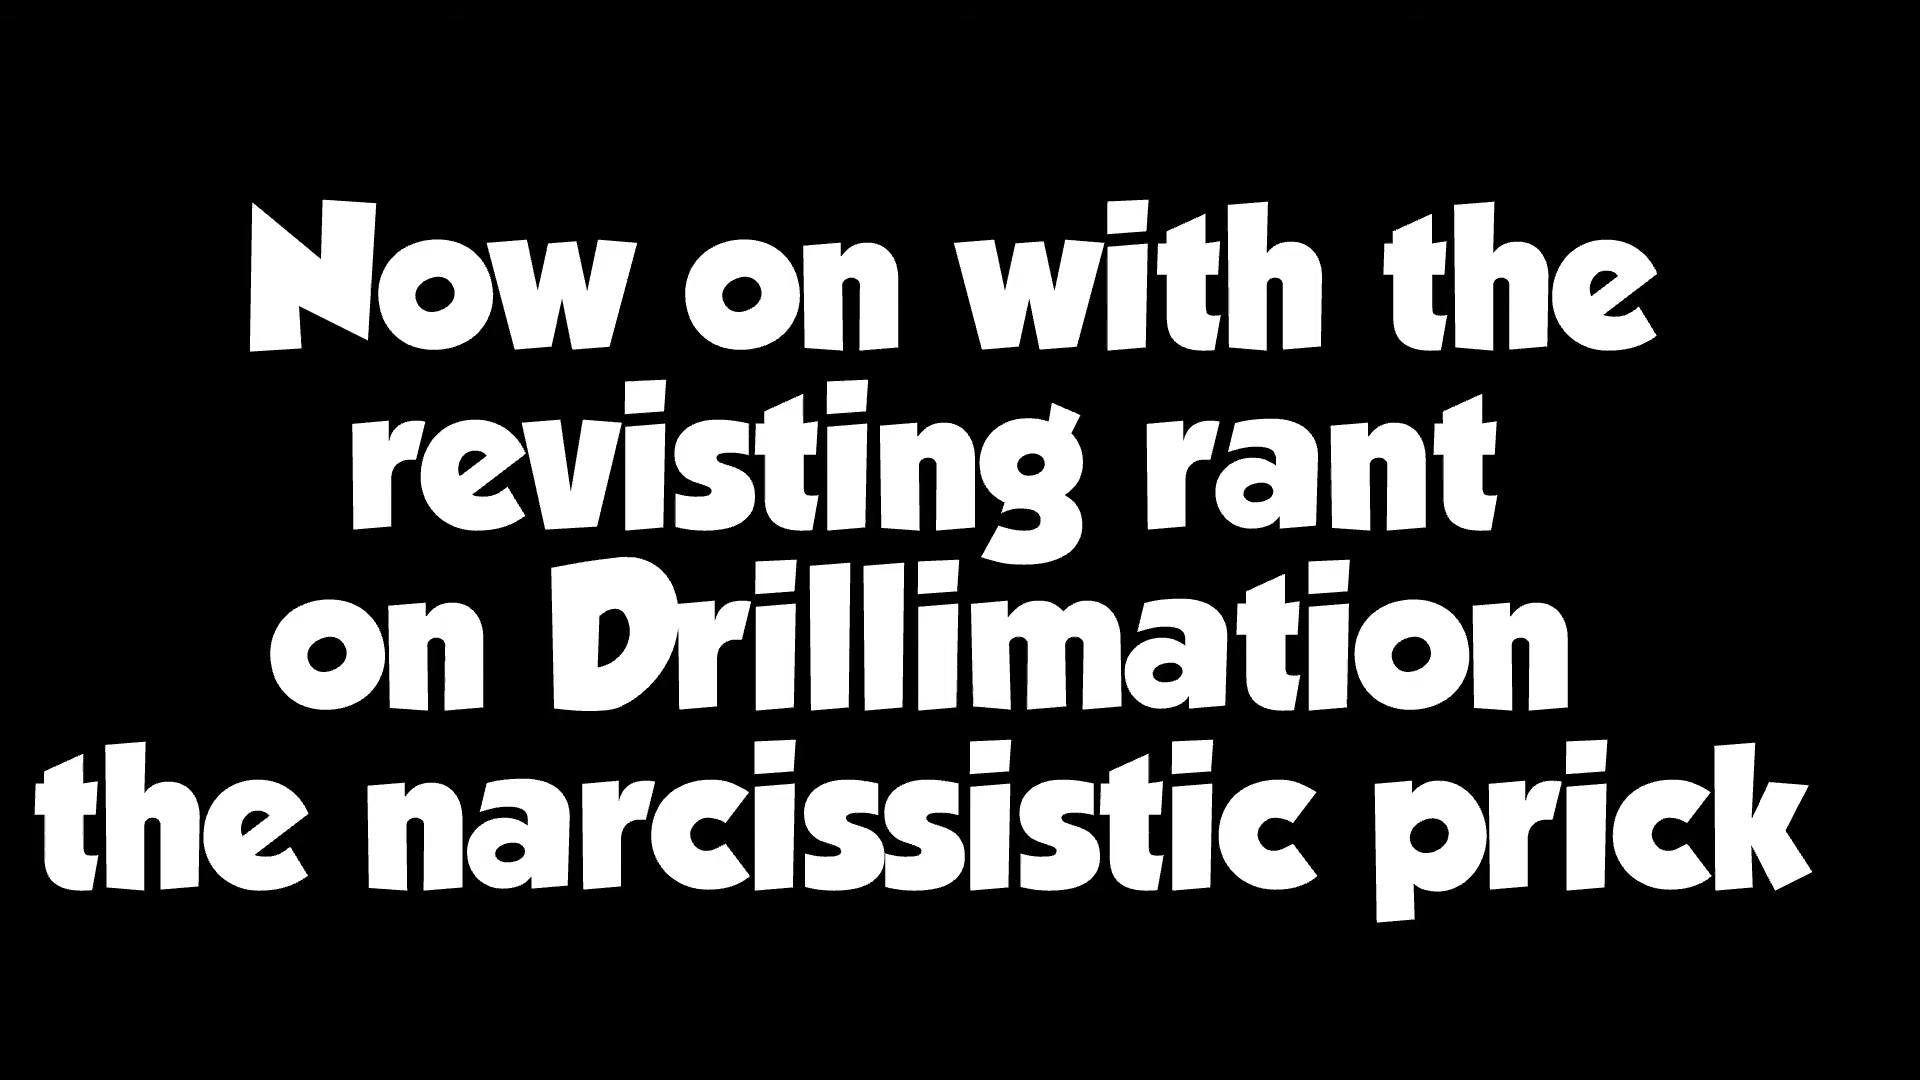 Now on with the
revisting rant
on Drillimation
the narcissistic prick